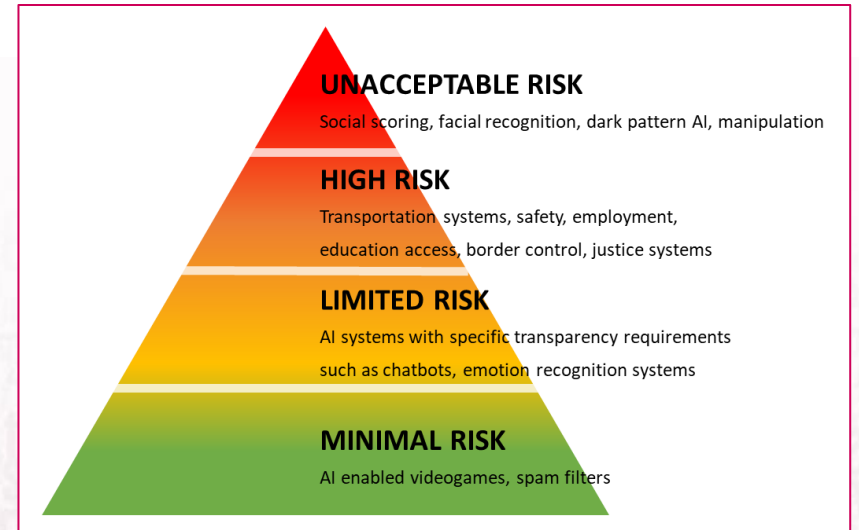 UNACCEPTABLE RISK
Social scoring, facial recognition, dark pattern AI, manipulation
HIGH RISK
Transportation systems, safety, employment,
education access, border control, justice systems
LIMITED RISK
AI systems with specific transparency requirements
such as chatbots, emotion recognition systems
MINIMAL RISK
AI enabled videogames, spam filters